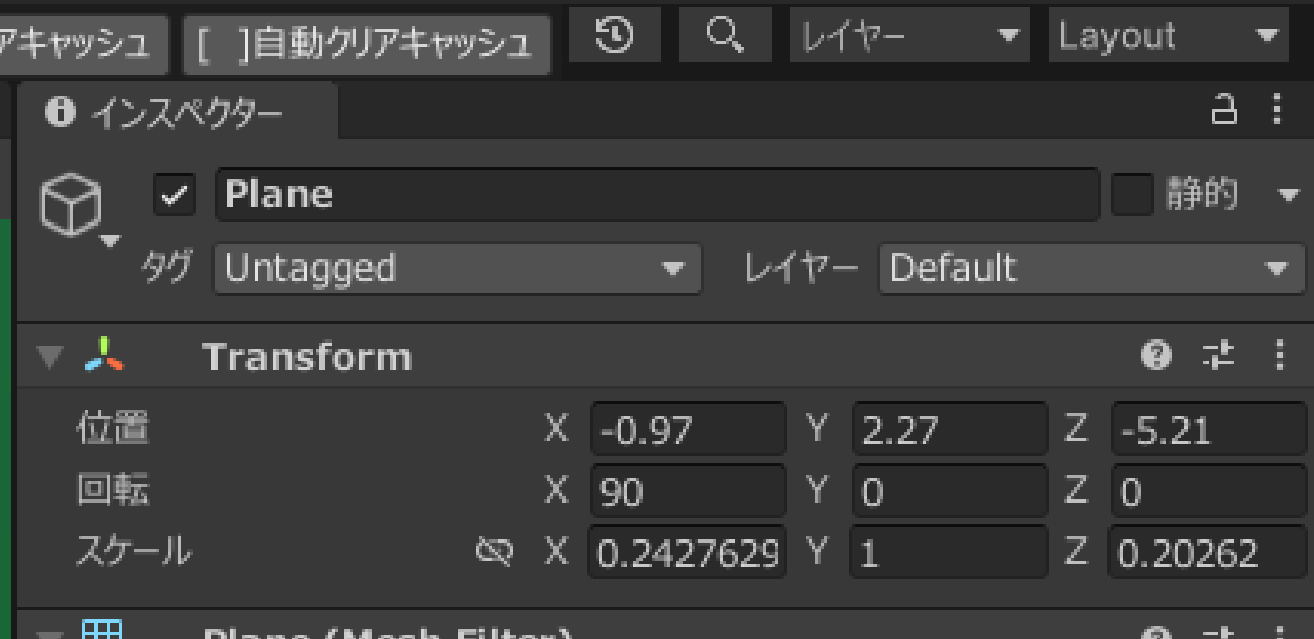 アキャッシュ [ ]自動クリアキャッシュ レイヤー Layout
インスペクター
Plane 静的
タグ Untagged レイヤー Default
Transform
位置 X -0.97 Y 2.27 Z -5.21
回転 X 90 Y 0 Z 0
スケール X 0.2427629 Y 1 Z 0.20262
Plane (Mesh Filter)